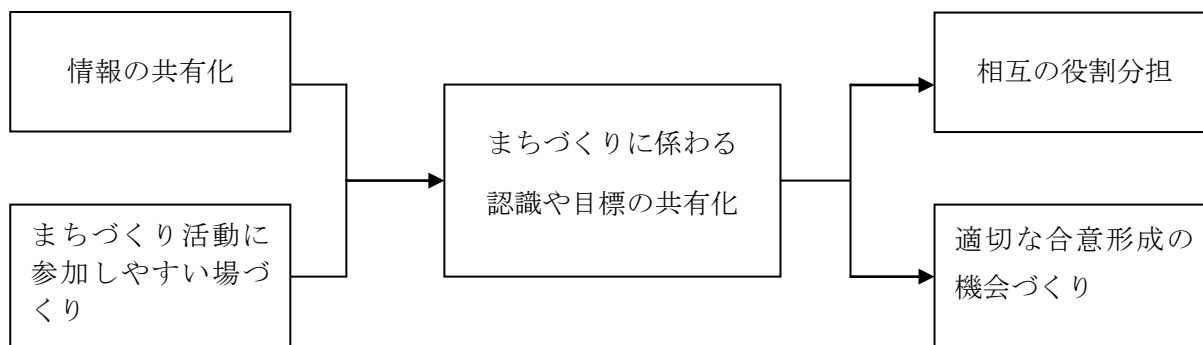 情報の共有化
まちづくり活動に
参加しやすい場づ
くり
まちづくりに係わる
認識や目標の共有化
相互の役割分担
適切な合意形成の
機会づくり